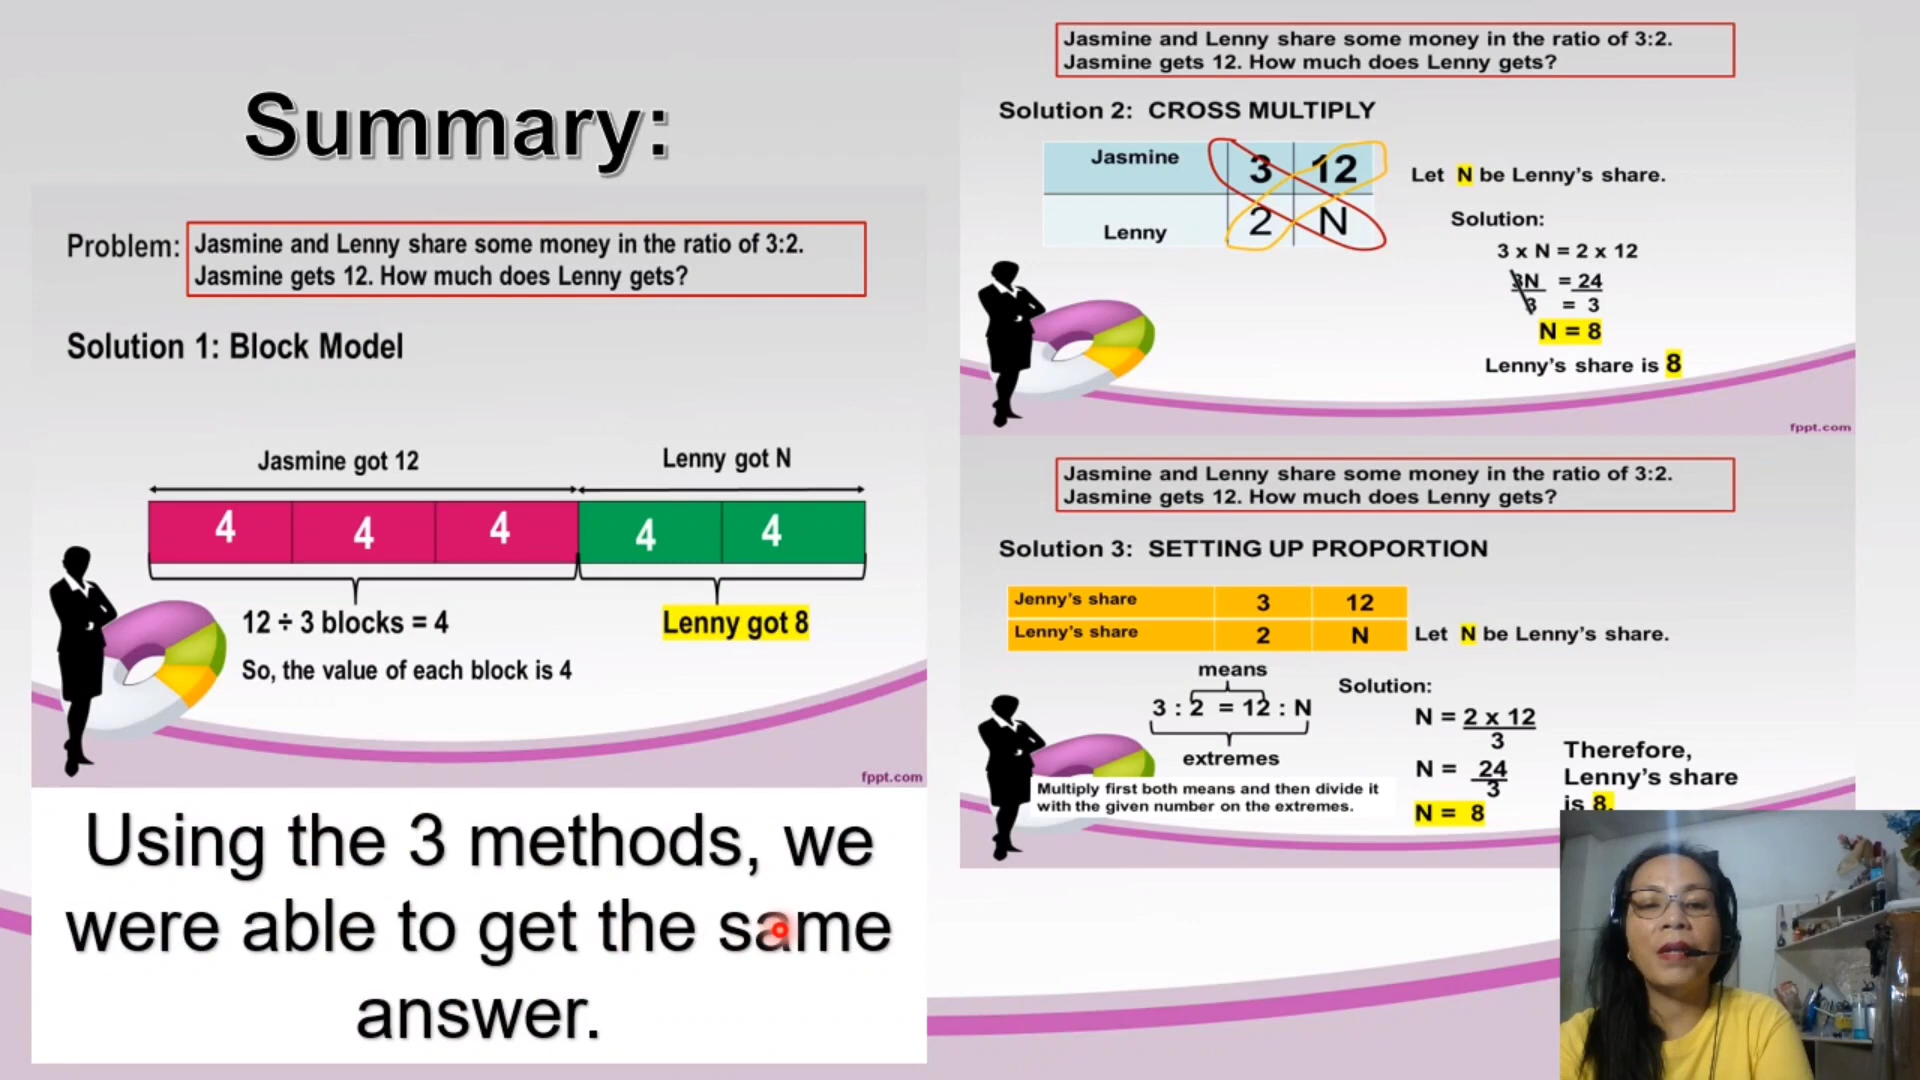 Summary:
Problem:
Jasmine and Lenny share some money in the ratio of 3:2.
Jasmine gets 12. How much does Lenny gets?
Solution 1: Block Model
Jasmine got 12
Lenny got N
4 4 4 4 4
12 ÷ 3 blocks = 4
Lenny got 8
So, the value of each block is 4
fppt.com
Using the 3 methods, we
were able to get the same
answer.
Jasmine and Lenny share some money in the ratio of 3:2.
Jasmine gets 12. How much does Lenny gets?
Solution 2: CROSS MULTIPLY
Jasmine 3 12
Lenny 2 N
Let N be Lenny's share.
Solution:
3 x N = 2 x 12
3N = 24
3 = 3
N = 8
Lenny's share is 8
fppt.com
Jasmine and Lenny share some money in the ratio of 3:2.
Jasmine gets 12. How much does Lenny gets?
Solution 3: SETTING UP PROPORTION
Jenny's share 3 12
Lenny's share 2 N
Let N be Lenny's share.
means
3 : 2 = 12 : N
extremes
Multiply first both means and then divide it
with the given number on the extremes.
Solution:
N = 2 x 12
3
N = 24
3
N = 8
Therefore,
Lenny's share
is 8.